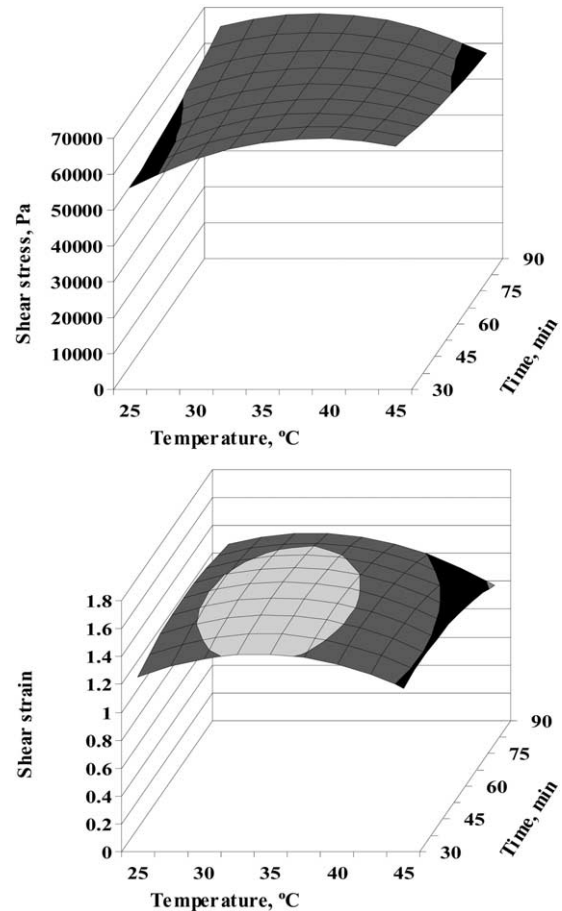 70000
60000
50000
40000
30000
20000
10000
0
Shear stress, Pa
25 30 35 40 45
Temperature, ºC
30 45 60 75 90
Time, min
1.8
1.6
1.4
1.2
1
0.8
0.6
0.4
0.2
0
Shear strain
25 30 35 40 45
Temperature, ºC
30 45 60 75 90
Time, min